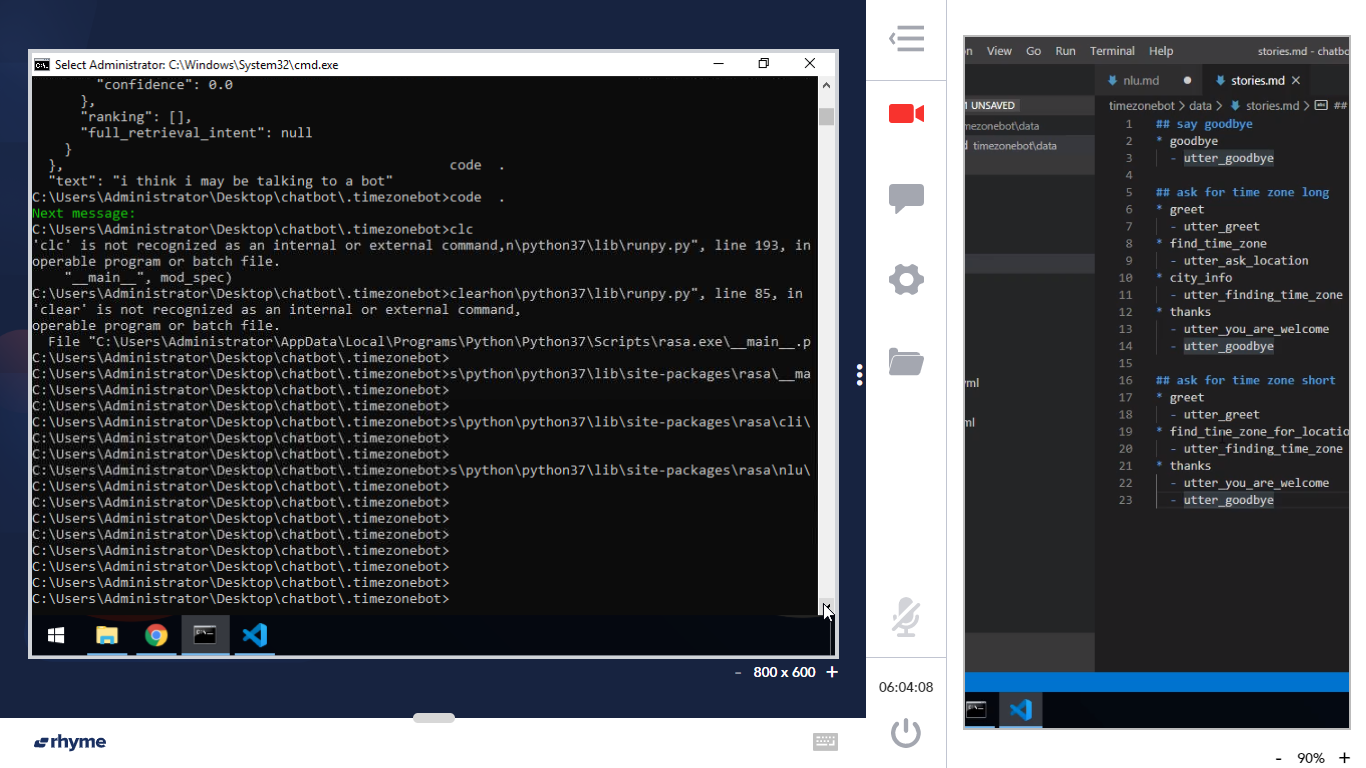 Select Administrator: C:\Windows\System32\cmd.exe
"confidence": 0.0
},
"ranking": [],
"full_retrieval_intent": null
}
}, code .
"text": "i think i may be talking to a bot"
C:\Users\Administrator\Desktop\chatbot\.timezonebot>code .
Next message:
C:\Users\Administrator\Desktop\chatbot\.timezonebot>clc
'clc' is not recognized as an internal or external command,n\python37\lib\runpy.py", line 193, in
operable program or batch file.
"__main__", mod_spec)
C:\Users\Administrator\Desktop\chatbot\.timezonebot>clearhon\python37\lib\runpy.py", line 85, in
'clear' is not recognized as an internal or external command,
operable program or batch file.
File "C:\Users\Administrator\AppData\Local\Programs\Python\Python37\Scripts\rasa.exe\__main__.p
C:\Users\Administrator\Desktop\chatbot\.timezonebot>
C:\Users\Administrator\Desktop\chatbot\.timezonebot>s\python\python37\lib\site-packages\rasa\__ma
C:\Users\Administrator\Desktop\chatbot\.timezonebot>
C:\Users\Administrator\Desktop\chatbot\.timezonebot>
C:\Users\Administrator\Desktop\chatbot\.timezonebot>s\python\python37\lib\site-packages\rasa\cli\
C:\Users\Administrator\Desktop\chatbot\.timezonebot>
C:\Users\Administrator\Desktop\chatbot\.timezonebot>
C:\Users\Administrator\Desktop\chatbot\.timezonebot>s\python\python37\lib\site-packages\rasa\nlu\
C:\Users\Administrator\Desktop\chatbot\.timezonebot>
C:\Users\Administrator\Desktop\chatbot\.timezonebot>
C:\Users\Administrator\Desktop\chatbot\.timezonebot>
C:\Users\Administrator\Desktop\chatbot\.timezonebot>
C:\Users\Administrator\Desktop\chatbot\.timezonebot>
C:\Users\Administrator\Desktop\chatbot\.timezonebot>
C:\Users\Administrator\Desktop\chatbot\.timezonebot>
C:\Users\Administrator\Desktop\chatbot\.timezonebot>
- 800 x 600 +
rhyme
06:04:08
n View Go Run Terminal Help stories.md - chatbo
nlu.md ● stories.md ×
1 UNSAVED
mezonebot\data
d timezonebot\data
ml
ml
timezonebot > data > stories.md > ##
1 ## say goodbye
2 * goodbye
3 - utter_goodbye
4
5 ## ask for time zone long
6 * greet
7 - utter_greet
8 * find_time_zone
9 - utter_ask_location
10 * city_info
11 - utter_finding_time_zone
12 * thanks
13 - utter_you_are_welcome
14 - utter_goodbye
15
16 ## ask for time zone short
17 * greet
18 - utter_greet
19 * find_time_zone_for_locatio
20 - utter_finding_time_zone
21 * thanks
22 - utter_you_are_welcome
23 - utter_goodbye
- 90% +